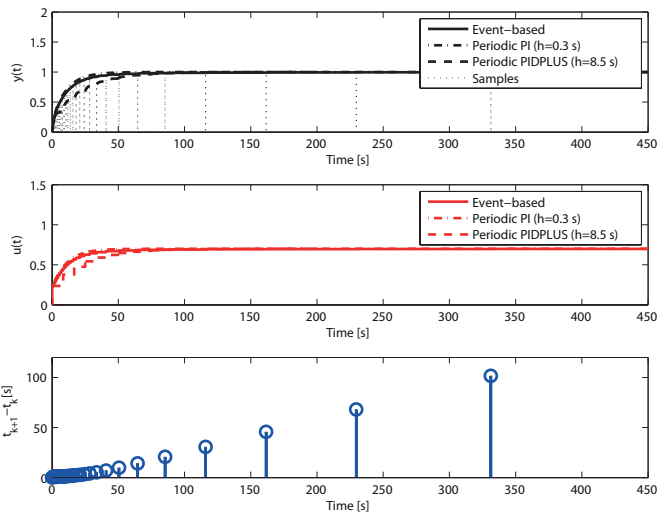 2
1.5
1
0.5
0
y(t)
Event−based
Periodic PI (h=0.3 s)
Periodic PIDPLUS (h=8.5 s)
Samples
0 50 100 150 200 250 300 350 400 450
Time [s]
1.5
1
0.5
0
u(t)
Event−based
Periodic PI (h=0.3 s)
Periodic PIDPLUS (h=8.5 s)
0 50 100 150 200 250 300 350 400 450
Time [s]
100
50
0
t_{k+1}−t_k [s]
0 50 100 150 200 250 300 350 400 450
Time [s]